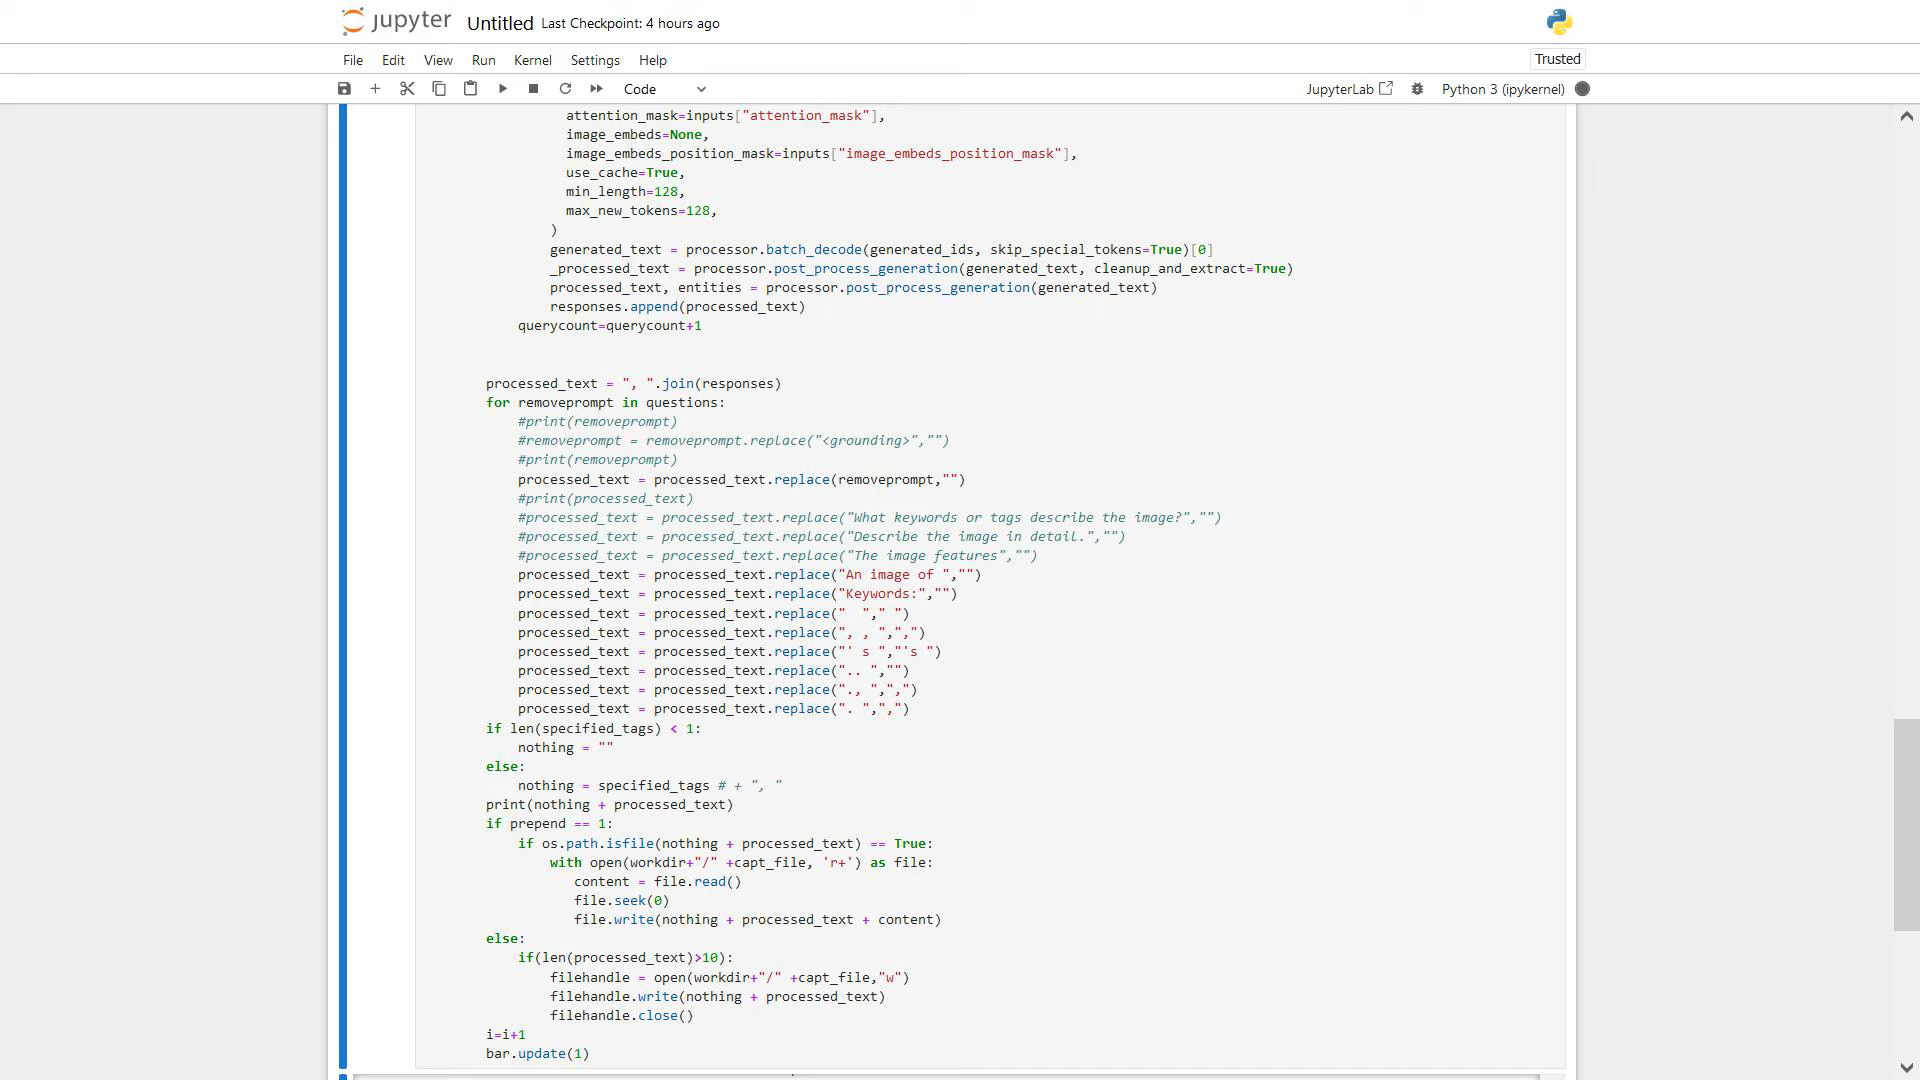 jupyter Untitled Last Checkpoint: 4 hours ago
File Edit View Run Kernel Settings Help Trusted
Code JupyterLab Python 3 (ipykernel)
attention_mask=inputs["attention_mask"],
image_embeds=None,
image_embeds_position_mask=inputs["image_embeds_position_mask"],
use_cache=True,
min_length=128,
max_new_tokens=128,
)
generated_text = processor.batch_decode(generated_ids, skip_special_tokens=True)[0]
_processed_text = processor.post_process_generation(generated_text, cleanup_and_extract=True)
processed_text, entities = processor.post_process_generation(generated_text)
responses.append(processed_text)
querycount=querycount+1
processed_text = ", ".join(responses)
for removeprompt in questions:
#print(removeprompt)
#removeprompt = removeprompt.replace("<grounding>","")
#print(removeprompt)
processed_text = processed_text.replace(removeprompt,"")
#print(processed_text)
#processed_text = processed_text.replace("What keywords or tags describe the image?","")
#processed_text = processed_text.replace("Describe the image in detail.","")
#processed_text = processed_text.replace("The image features","")
processed_text = processed_text.replace("An image of ","")
processed_text = processed_text.replace("Keywords:","")
processed_text = processed_text.replace("  "," ")
processed_text = processed_text.replace(", , ",",")
processed_text = processed_text.replace("' s ","'s ")
processed_text = processed_text.replace(".. ","")
processed_text = processed_text.replace("., ",",")
processed_text = processed_text.replace(". ",",")
if len(specified_tags) < 1:
nothing = ""
else:
nothing = specified_tags # + ", "
print(nothing + processed_text)
if prepend == 1:
if os.path.isfile(nothing + processed_text) == True:
with open(workdir+"/" +capt_file, 'r+') as file:
content = file.read()
file.seek(0)
file.write(nothing + processed_text + content)
else:
if(len(processed_text)>10):
filehandle = open(workdir+"/" +capt_file,"w")
filehandle.write(nothing + processed_text)
filehandle.close()
i=i+1
bar.update(1)